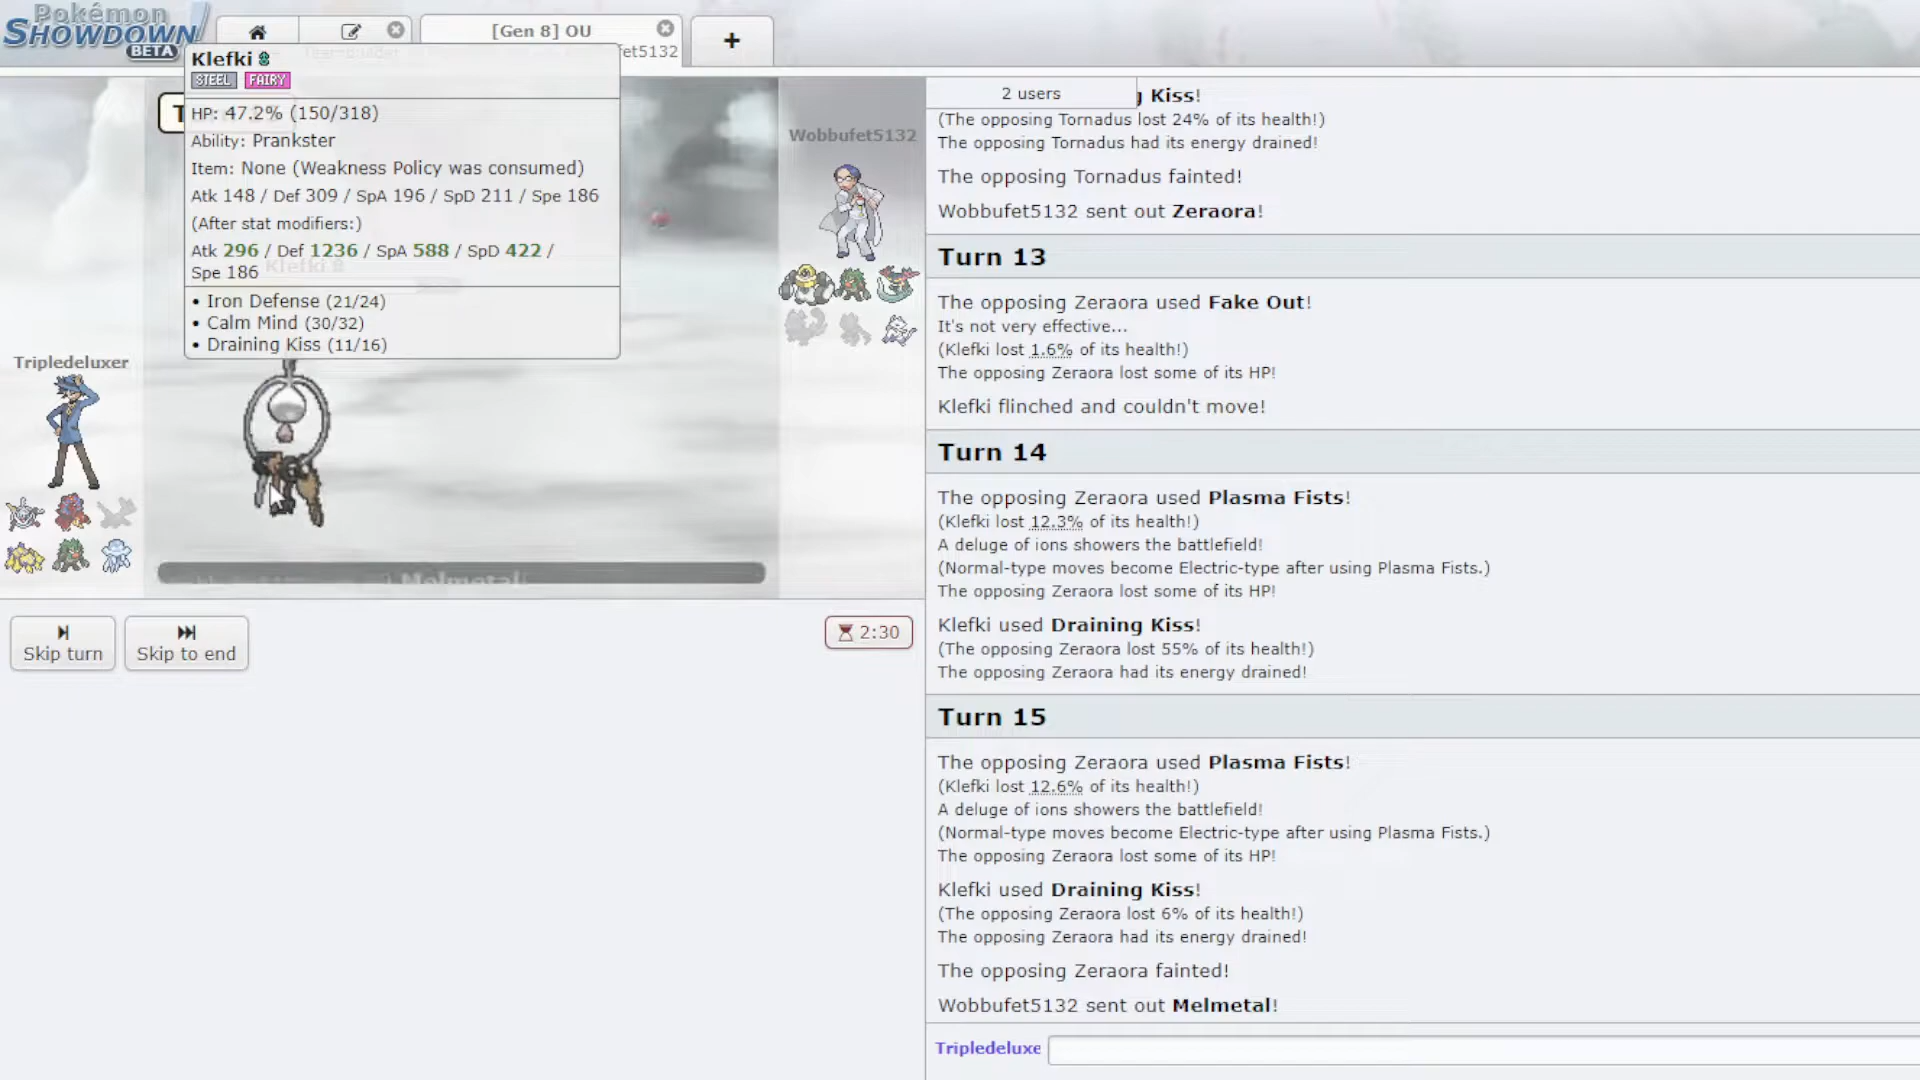 Pokémon
SHOWDOWN
BETA
[Gen 8] OU
fet5132
+
Klefki
STEEL FAIRY
HP: 47.2% (150/318)
Ability: Prankster
Item: None (Weakness Policy was consumed)
Atk 148 / Def 309 / SpA 196 / SpD 211 / Spe 186
(After stat modifiers:)
Atk 296 / Def 1236 / SpA 588 / SpD 422 /
Spe 186
• Iron Defense (21/24)
• Calm Mind (30/32)
• Draining Kiss (11/16)
Klefki
T
Tripledeluxer
Wobbufet5132
Melmetal
Skip turn
Skip to end
2:30
2 users
Kiss!
(The opposing Tornadus lost 24% of its health!)
The opposing Tornadus had its energy drained!
The opposing Tornadus fainted!
Wobbufet5132 sent out Zeraora!
Turn 13
The opposing Zeraora used Fake Out!
It's not very effective...
(Klefki lost 1.6% of its health!)
The opposing Zeraora lost some of its HP!
Klefki flinched and couldn't move!
Turn 14
The opposing Zeraora used Plasma Fists!
(Klefki lost 12.3% of its health!)
A deluge of ions showers the battlefield!
(Normal-type moves become Electric-type after using Plasma Fists.)
The opposing Zeraora lost some of its HP!
Klefki used Draining Kiss!
(The opposing Zeraora lost 55% of its health!)
The opposing Zeraora had its energy drained!
Turn 15
The opposing Zeraora used Plasma Fists!
(Klefki lost 12.6% of its health!)
A deluge of ions showers the battlefield!
(Normal-type moves become Electric-type after using Plasma Fists.)
The opposing Zeraora lost some of its HP!
Klefki used Draining Kiss!
(The opposing Zeraora lost 6% of its health!)
The opposing Zeraora had its energy drained!
The opposing Zeraora fainted!
Wobbufet5132 sent out Melmetal!
Tripledeluxe